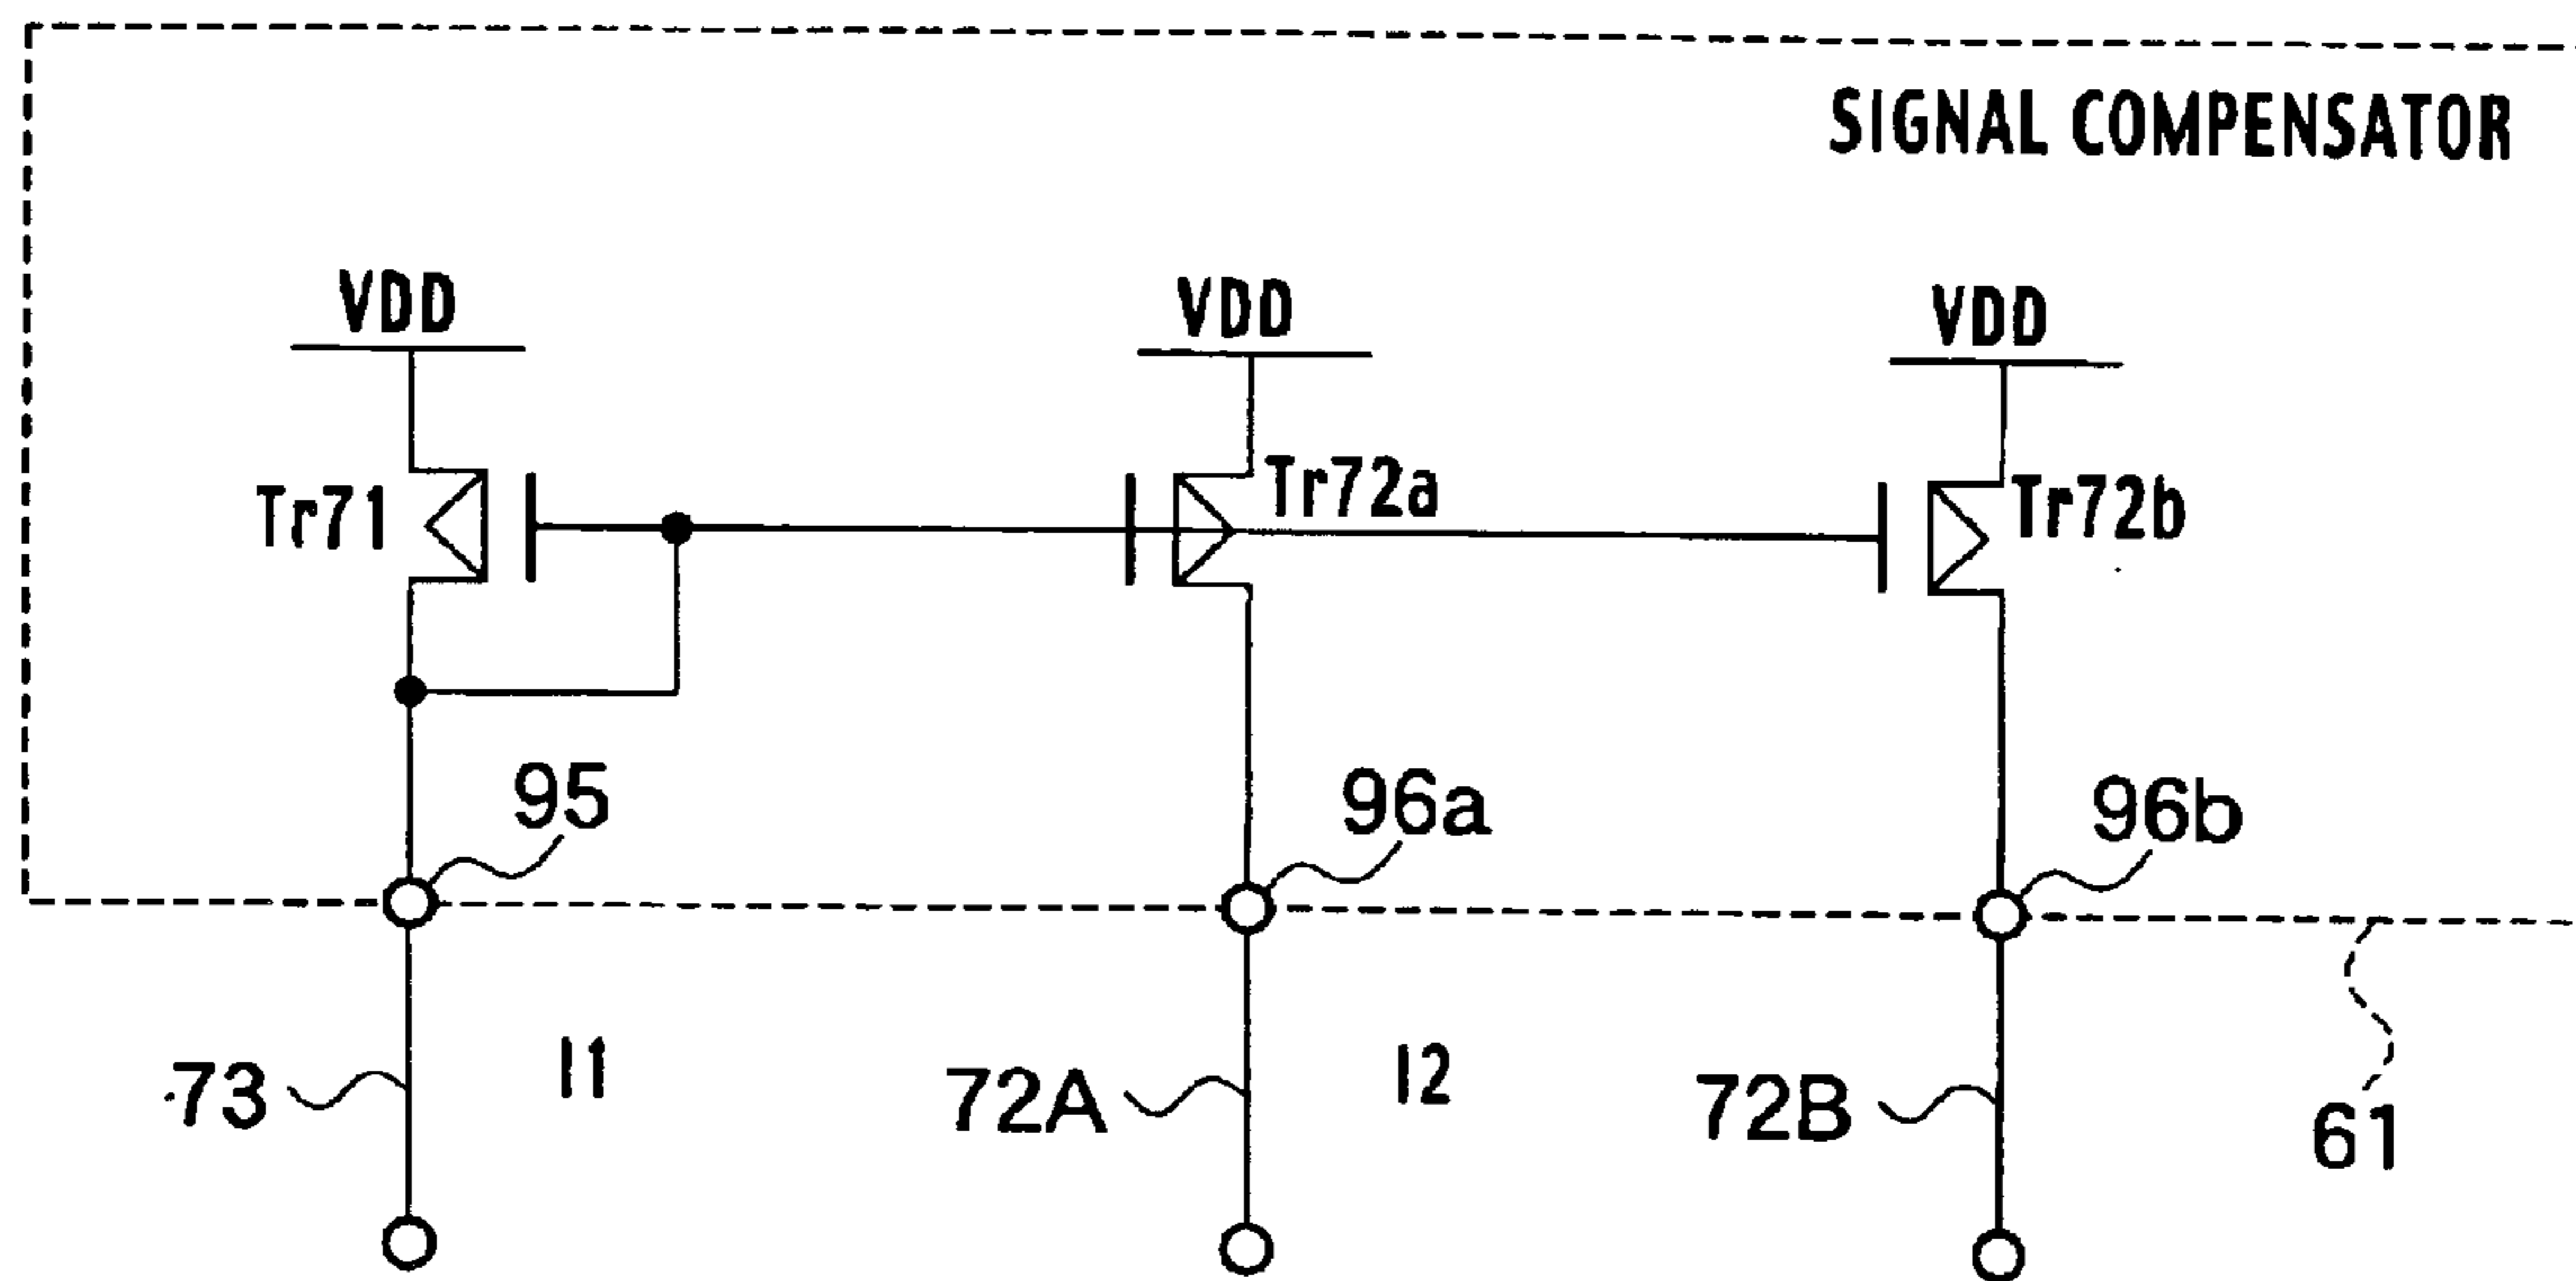 SIGNAL COMPENSATOR
VDD
VDD
VDD
Tr71
Tr72a
Tr72b
95
96a
96b
73
I1
72A
I2
72B
61